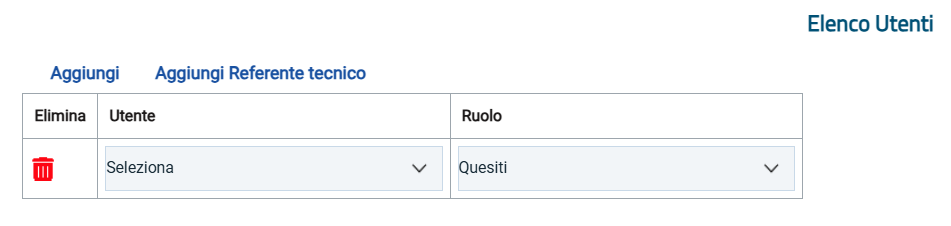 Elenco Utenti
Aggiungi Aggiungi Referente tecnico
Elimina Utente Ruolo
Seleziona Quesiti